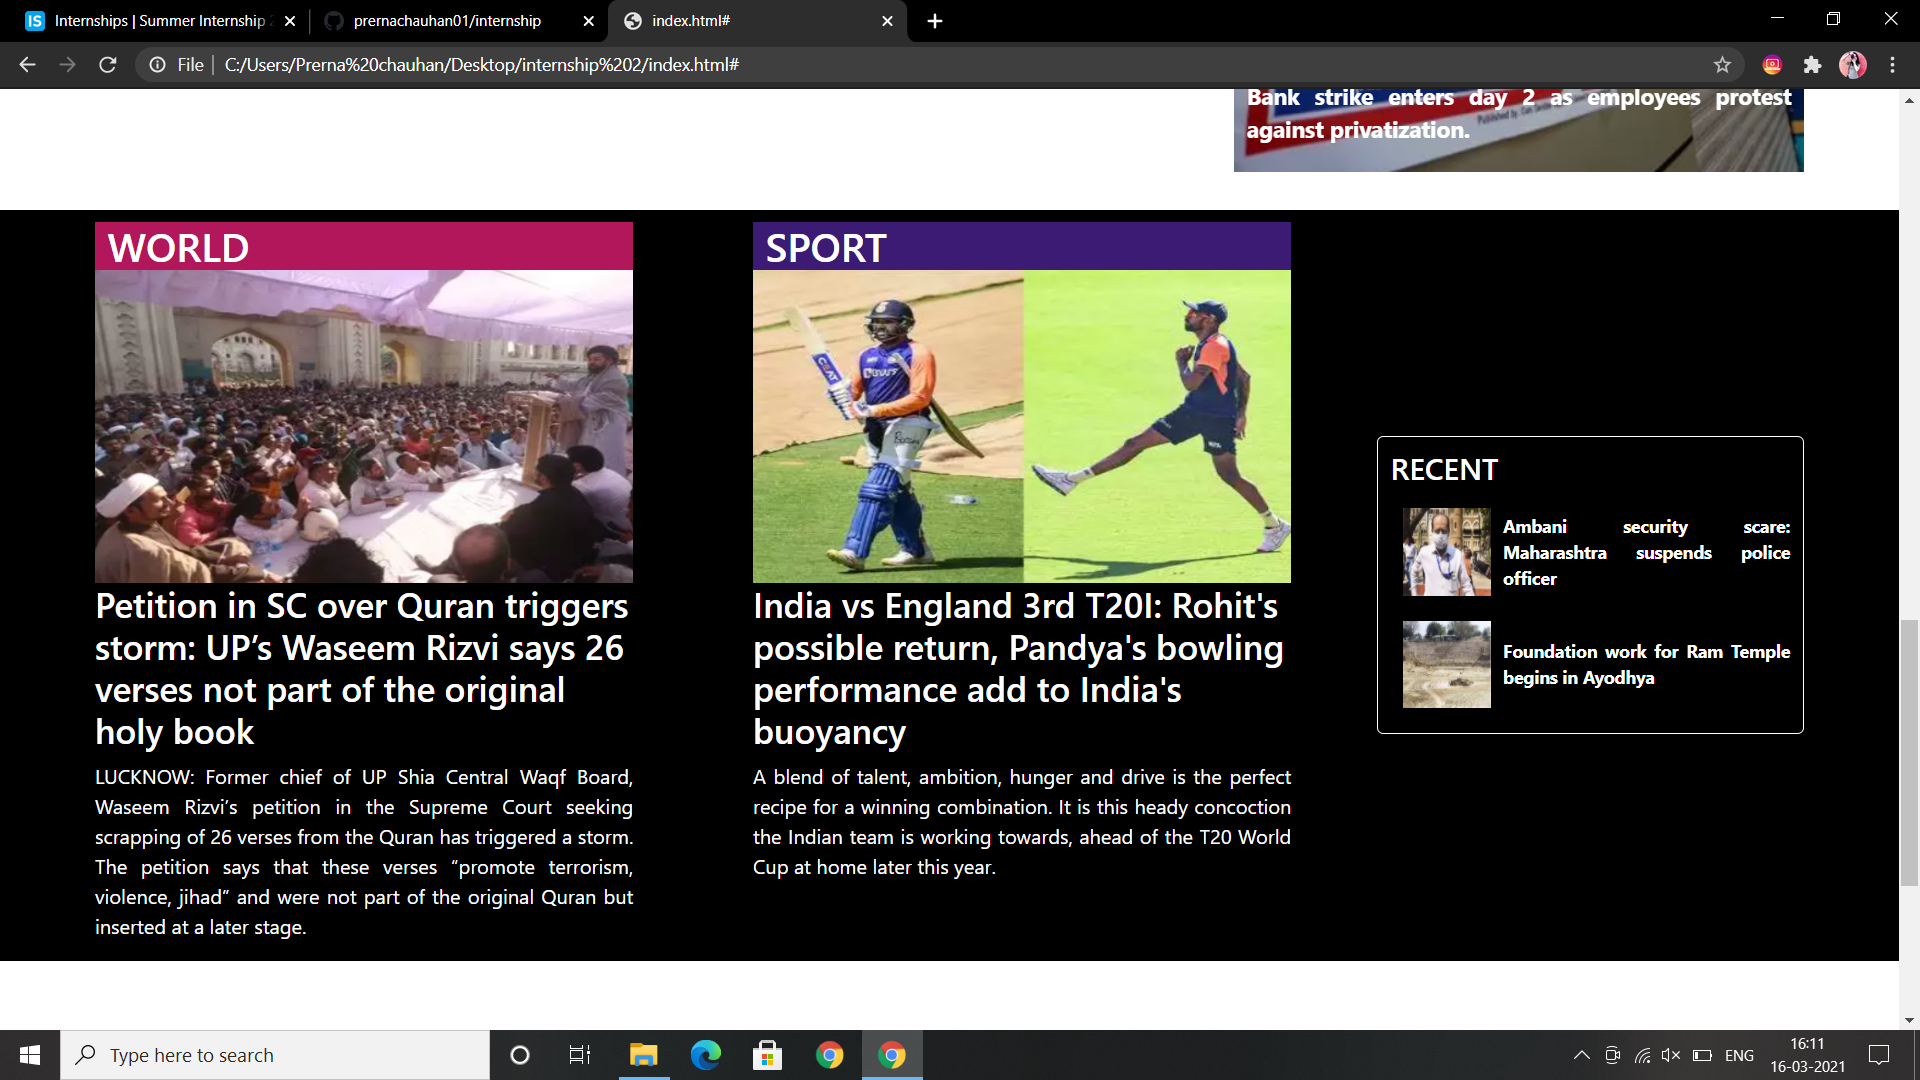 Internships | Summer Internship 2
prernachauhan01/internship
index.html#
File
C:/Users/Prerna%20chauhan/Desktop/internship%202/index.html#
Bank strike enters day 2 as employees protest
against privatization.
WORLD
Petition in SC over Quran triggers
storm: UP’s Waseem Rizvi says 26
verses not part of the original
holy book
LUCKNOW: Former chief of UP Shia Central Waqf Board,
Waseem Rizvi’s petition in the Supreme Court seeking
scrapping of 26 verses from the Quran has triggered a storm.
The petition says that these verses “promote terrorism,
violence, jihad” and were not part of the original Quran but
inserted at a later stage.
SPORT
CEAT
India vs England 3rd T20I: Rohit's
possible return, Pandya's bowling
performance add to India's
buoyancy
A blend of talent, ambition, hunger and drive is the perfect
recipe for a winning combination. It is this heady concoction
the Indian team is working towards, ahead of the T20 World
Cup at home later this year.
RECENT
Ambani security scare:
Maharashtra suspends police
officer
Foundation work for Ram Temple
begins in Ayodhya
Type here to search
ENG
16:11
16-03-2021